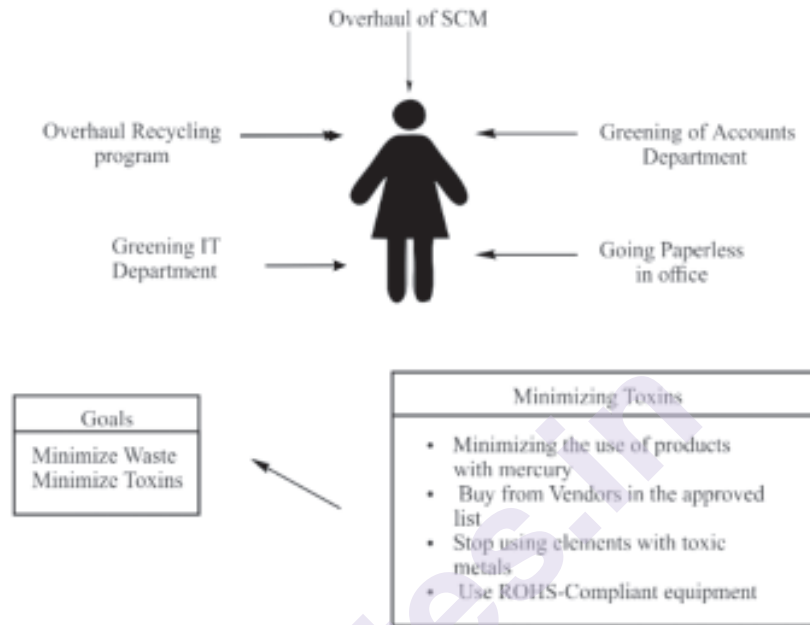 Overhaul of SCM
Overhaul Recycling
program
Greening of Accounts
Department
Greening IT
Department
Going Paperless
in office
Goals
Minimize Waste
Minimize Toxins
Minimizing Toxins
• Minimizing the use of products
with mercury
• Buy from Vendors in the approved
list
• Stop using elements with toxic
metals
• Use ROHS-Compliant equipment